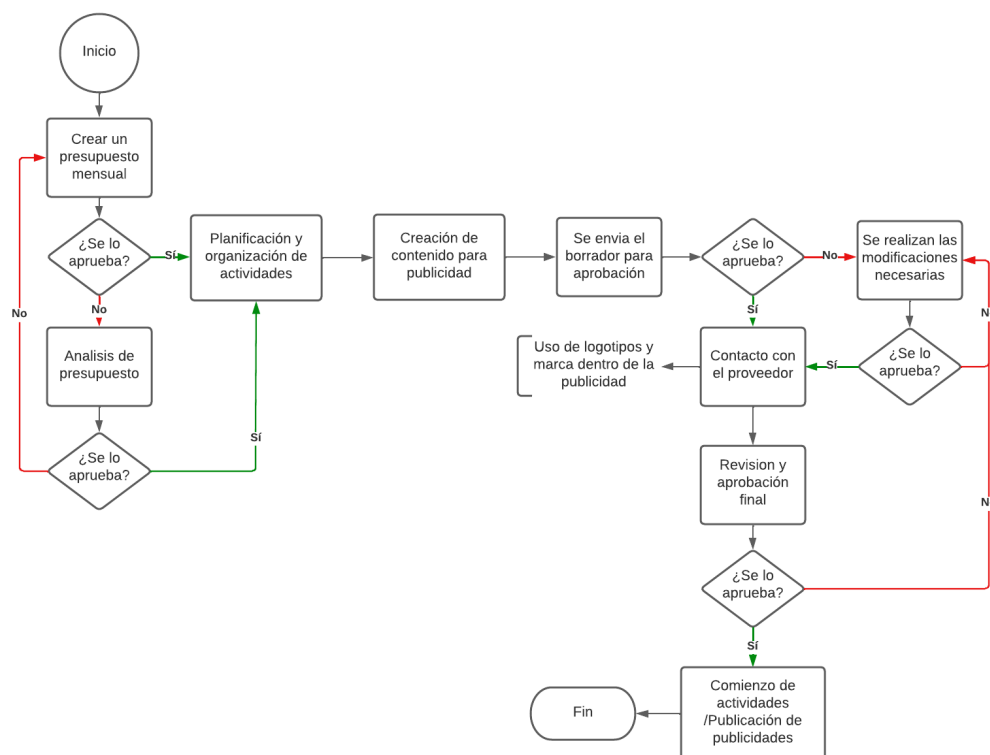 Inicio
Crear un
presupuesto
mensual
¿Se lo
aprueba?
Sí
No
Analisis de
presupuesto
¿Se lo
aprueba?
No
Sí
Planificación y
organización de
actividades
Creación de
contenido para
publicidad
Se envia el
borrador para
aprobación
¿Se lo
aprueba?
No
Sí
Se realizan las
modificaciones
necesarias
¿Se lo
aprueba?
Sí
N
Contacto con
el proveedor
Uso de logotipos y
marca dentro de la
publicidad
Revision y
aprobación
final
¿Se lo
aprueba?
N
Sí
Comienzo de
actividades
/Publicación de
publicidades
Fin